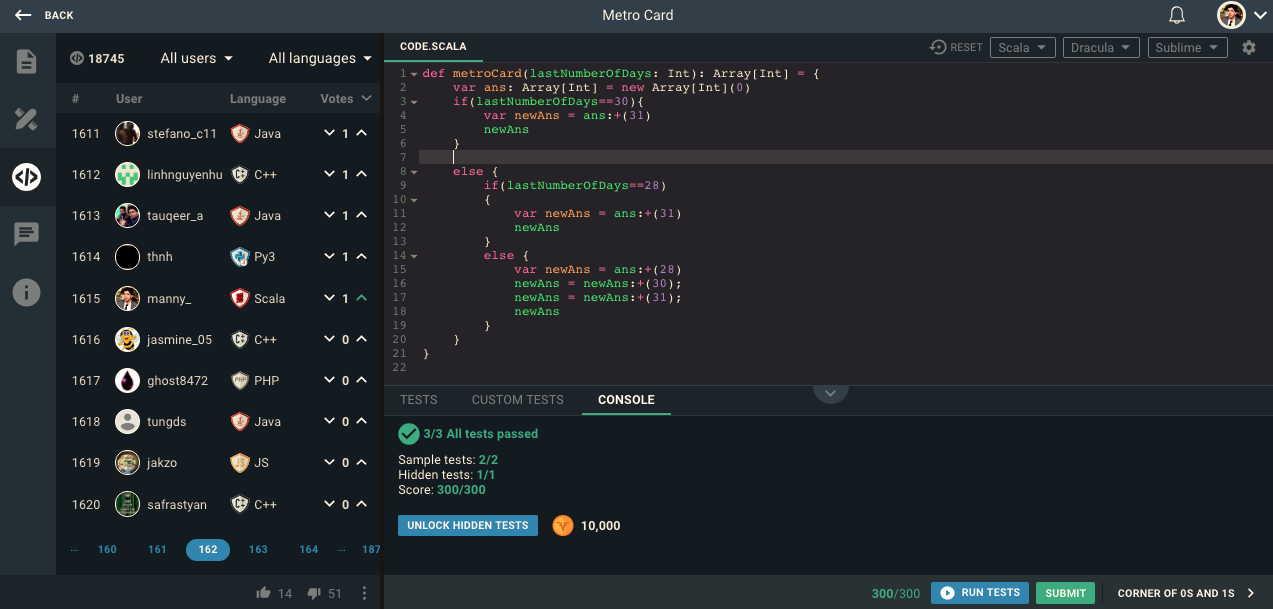 BACK
Metro Card
18745 All users All languages
# User Language Votes
1611 stefano_c11 Java 1
1612 linhnguyenhu C++ 1
1613 tauqeer_a Java 1
1614 thnh Py3 1
1615 manny_ Scala 1
1616 jasmine_05 C++ 0
1617 ghost8472 PHP 0
1618 tungds Java 0
1619 jakzo JS 0
1620 safrastyan C++ 0
... 160 161 162 163 164 ... 187
14 51
CODE.SCALA
RESET Scala Dracula Sublime
1 def metroCard(lastNumberOfDays: Int): Array[Int] = {
2 var ans: Array[Int] = new Array[Int](0)
3 if(lastNumberOfDays==30){
4 var newAns = ans:+(31)
5 newAns
6 }
7
8 else {
9 if(lastNumberOfDays==28)
10 {
11 var newAns = ans:+(31)
12 newAns
13 }
14 else {
15 var newAns = ans:+(28)
16 newAns = newAns:+(30);
17 newAns = newAns:+(31);
18 newAns
19 }
20 }
21 }
22
TESTS CUSTOM TESTS CONSOLE
3/3 All tests passed
Sample tests: 2/2
Hidden tests: 1/1
Score: 300/300
UNLOCK HIDDEN TESTS 10,000
300/300 RUN TESTS SUBMIT CORNER OF 0S AND 1S